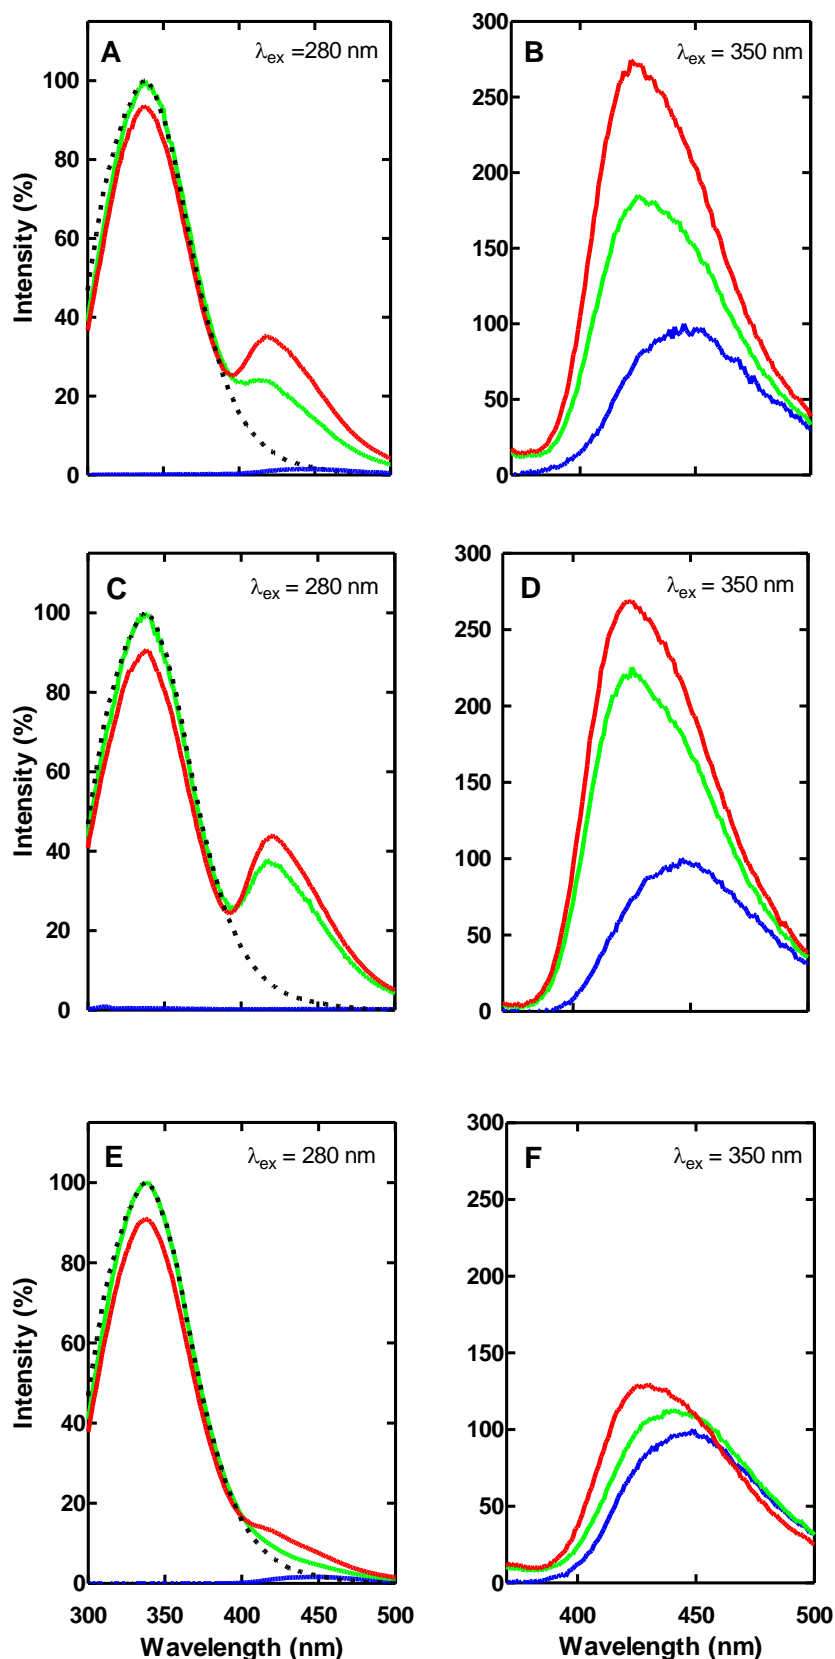 A
λex =280 nm
Intensity (%)
100
80
60
40
20
0
B
λex = 350 nm
300
250
200
150
100
50
0
C
λex = 280 nm
Intensity (%)
100
80
60
40
20
0
D
λex = 350 nm
300
250
200
150
100
50
0
E
λex = 280 nm
Intensity (%)
100
80
60
40
20
0
300 350 400 450 500
Wavelength (nm)
F
λex = 350 nm
300
250
200
150
100
50
0
400 450 500
Wavelength (nm)